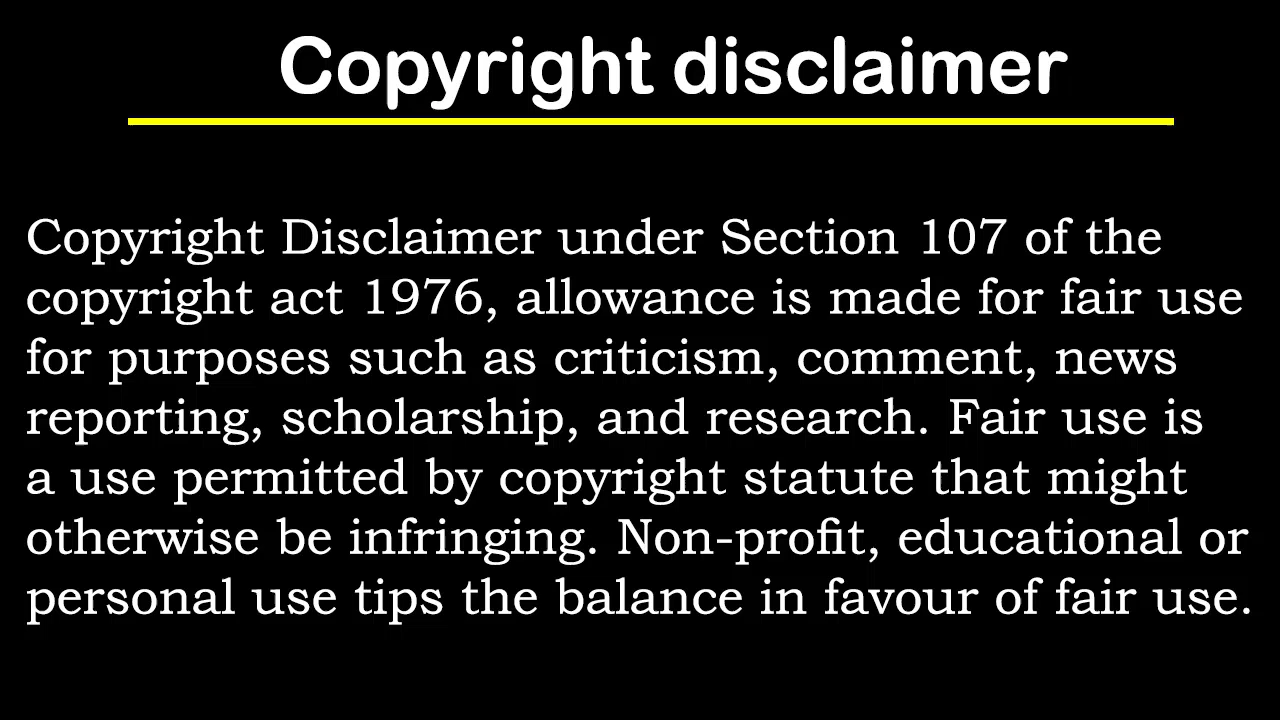 Copyright disclaimer
Copyright Disclaimer under Section 107 of the
copyright act 1976, allowance is made for fair use
for purposes such as criticism, comment, news
reporting, scholarship, and research. Fair use is
a use permitted by copyright statute that might
otherwise be infringing. Non-profit, educational or
personal use tips the balance in favour of fair use.